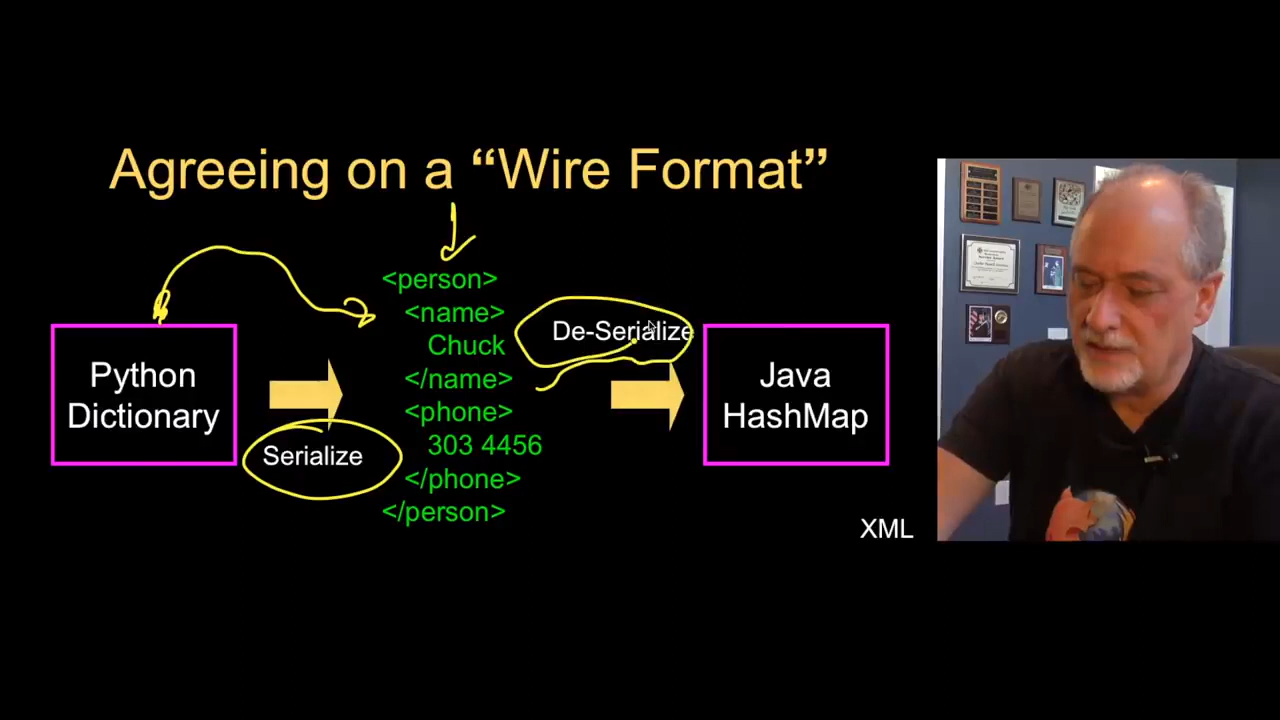 Agreeing on a “Wire Format”
<person>
<name>
Chuck
</name>
<phone>
303 4456
</phone>
</person>
Python
Dictionary
Serialize
De-Serialize
Java
HashMap
XML